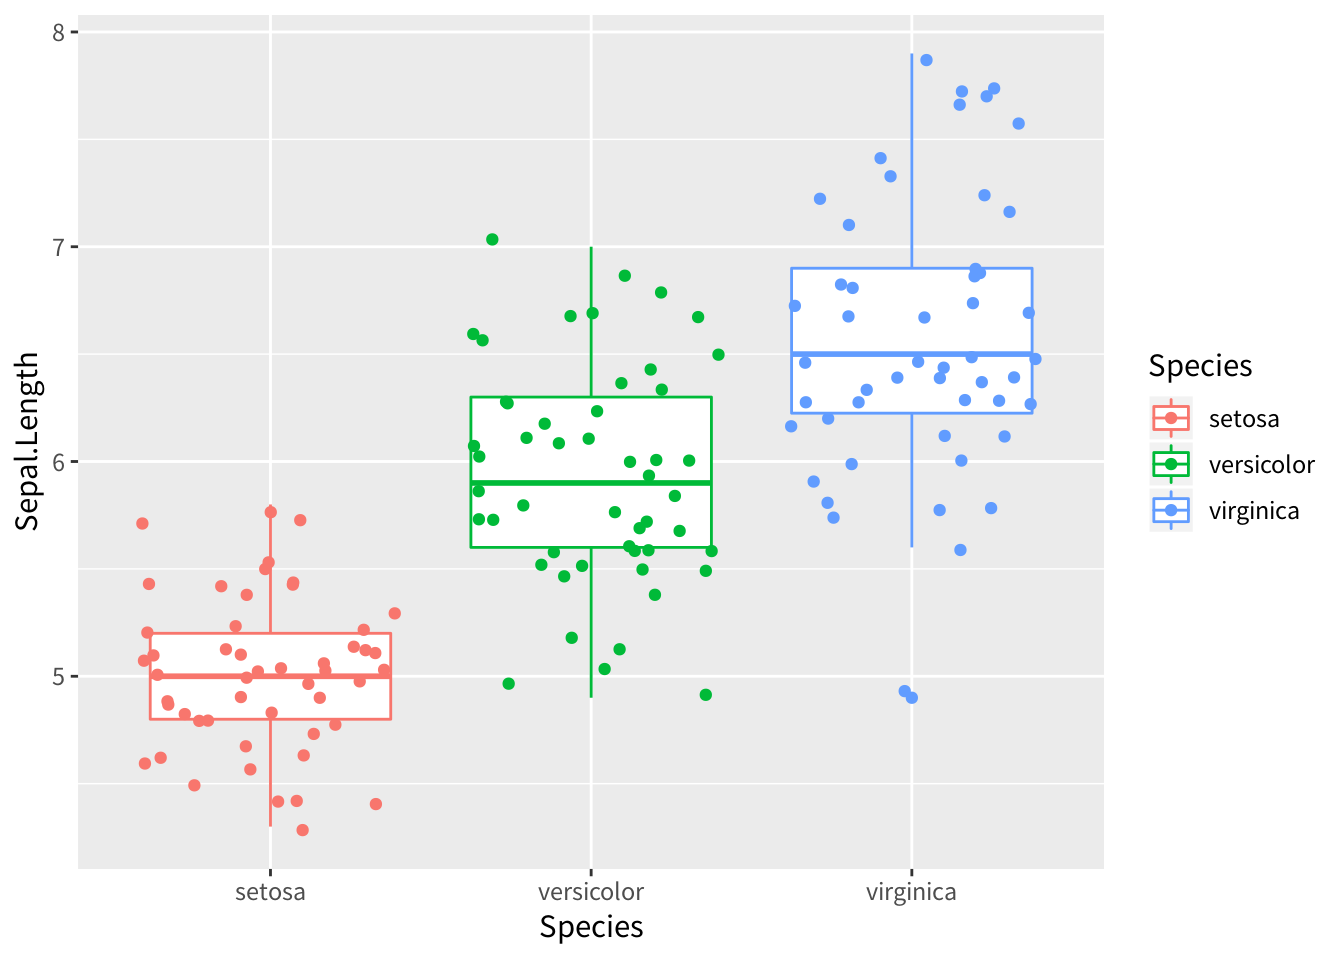 8
7
6
5
Sepal.Length
setosa
versicolor
virginica
Species
Species
setosa
versicolor
virginica